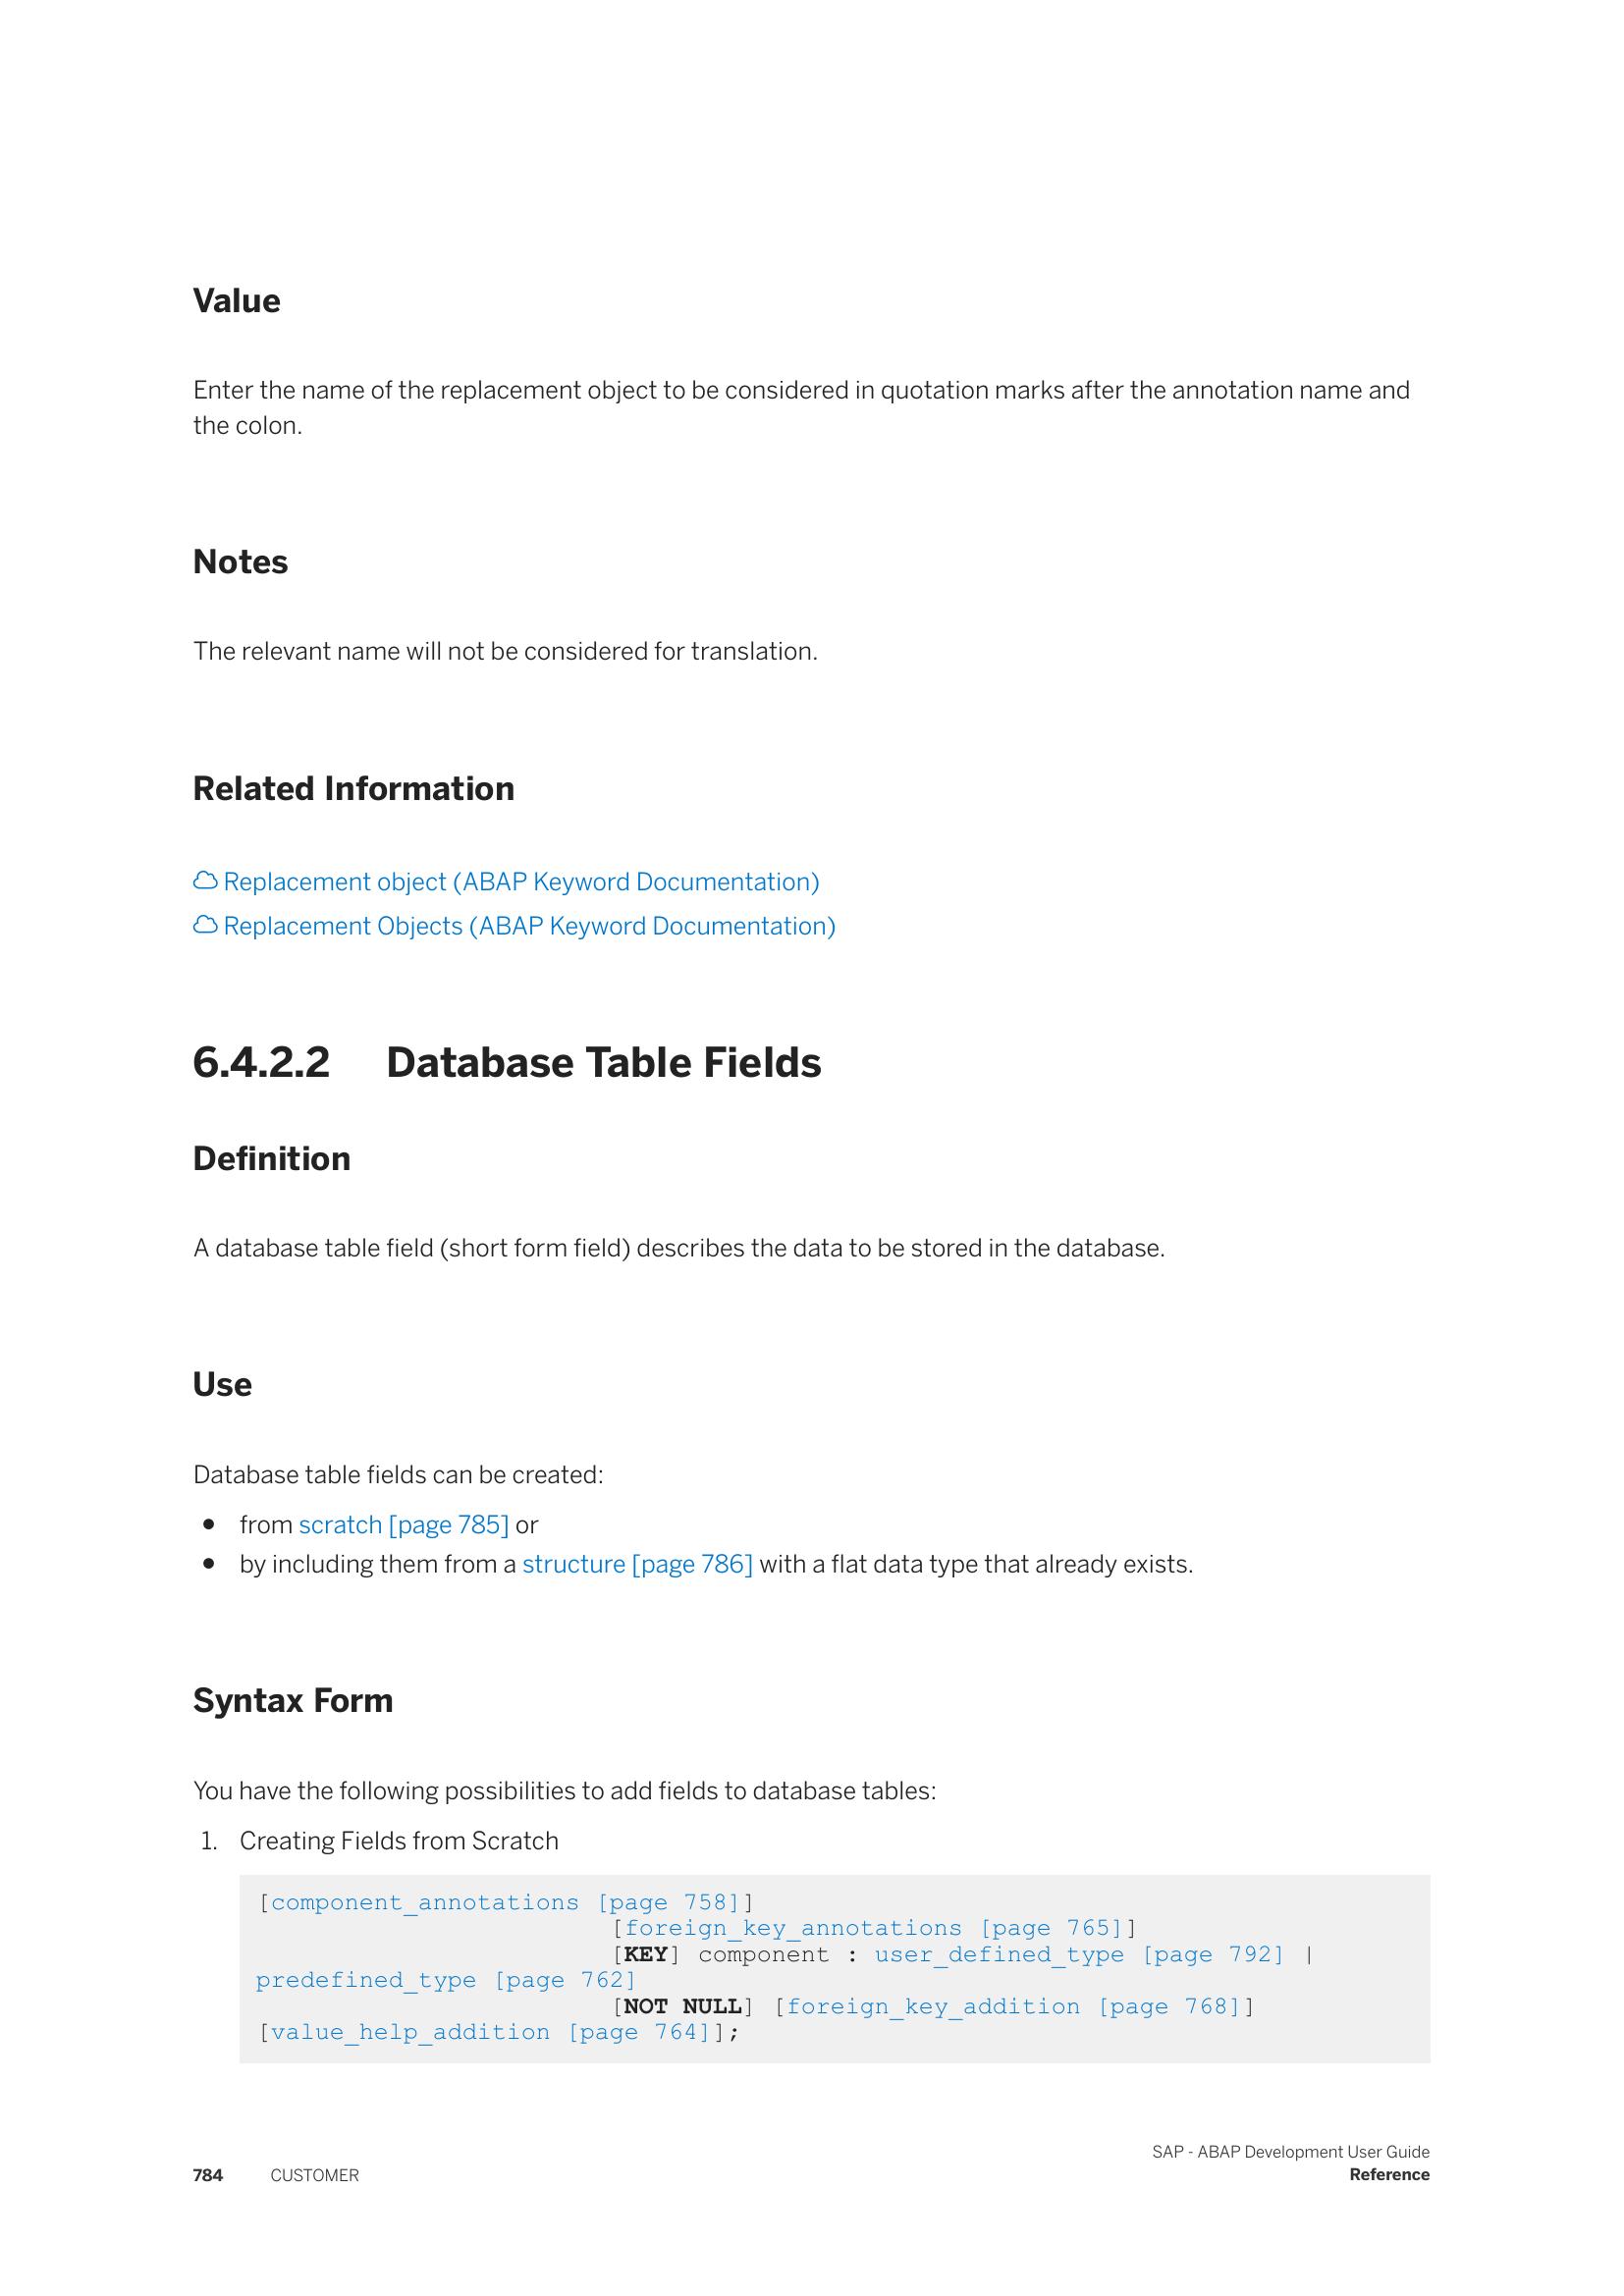 Value
Enter the name of the replacement object to be considered in quotation marks after the annotation name and
the colon.
Notes
The relevant name will not be considered for translation.
Related Information
Replacement object (ABAP Keyword Documentation)
Replacement Objects (ABAP Keyword Documentation)
6.4.2.2 Database Table Fields
Definition
A database table field (short form field) describes the data to be stored in the database.
Use
Database table fields can be created:
• from scratch [page 785] or
• by including them from a structure [page 786] with a flat data type that already exists.
Syntax Form
You have the following possibilities to add fields to database tables:
1. Creating Fields from Scratch
[component_annotations [page 758]]
[foreign_key_annotations [page 765]]
[KEY] component : user_defined_type [page 792] |
predefined_type [page 762]
[NOT NULL] [foreign_key_addition [page 768]]
[value_help_addition [page 764]];
SAP - ABAP Development User Guide
784 CUSTOMER Reference